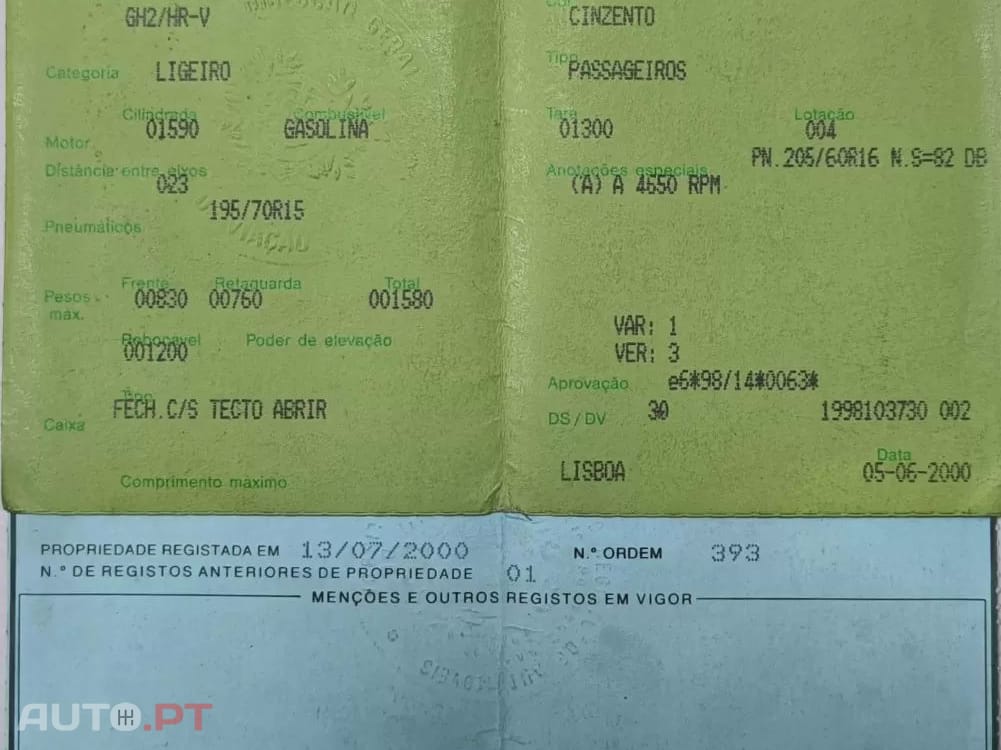 GH2/HR-V
Categoria LIGEIRO
Cilindrada Combustível
Motor 01590 GASOLINA
Distância entre eixos
023
195/70R15
Pneumáticos
VIAÇÃO
Frente Retaguarda Total
Pesos máx. 00830 00760 001580
Rebocável Poder de elevação
001200
Tipo
FECH.C/S TECTO ABRIR
Caixa
Comprimento máximo
CINZENTO
Tipo
PASSAGEIROS
Tara Lotação
01300 004
PN.205/60R16 N.S=82 DB
Anotações especiais
(A) A 4650 RPM
VAR: 1
VER: 3
Aprovação e6*98/14*0063*
DS/DV 30 1998103730 002
Data
LISBOA 05-06-2000
PROPRIEDADE REGISTADA EM 13/07/2000 N.º ORDEM 393
N.º DE REGISTOS ANTERIORES DE PROPRIEDADE 01
MENÇÕES E OUTROS REGISTOS EM VIGOR
AUTO.PT